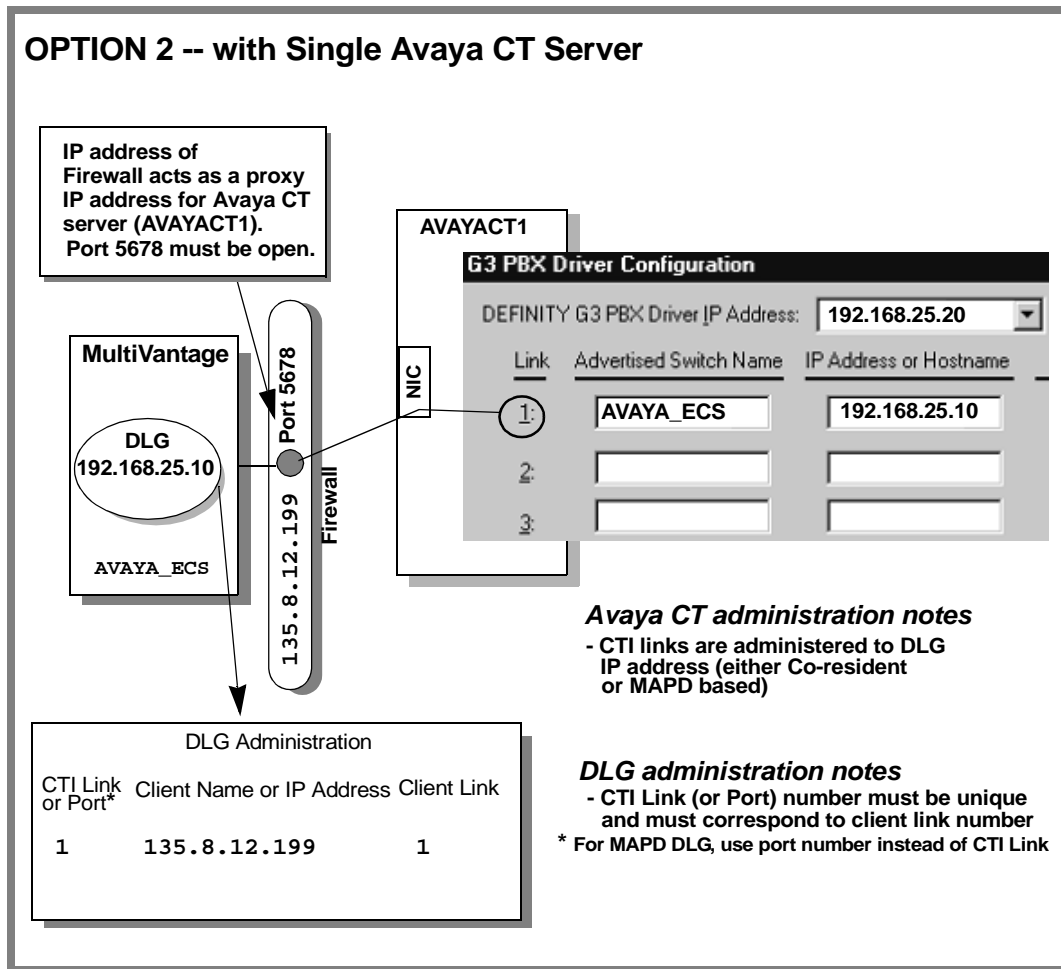 OPTION 2 -- with Single Avaya CT Server
IP address of
Firewall acts as a proxy
IP address for Avaya CT
server (AVAYACT1).
Port 5678 must be open.
AVAYACT1
G3 PBX Driver Configuration
DEFINITY G3 PBX Driver IP Address: 192.168.25.20
Link Advertised Switch Name IP Address or Hostname
1: AVAYA_ECS 192.168.25.10
2:
3:
NIC
MultiVantage
DLG
192.168.25.10
AVAYA_ECS
Port 5678
135.8.12.199
Firewall
Avaya CT administration notes
- CTI links are administered to DLG
IP address (either Co-resident
or MAPD based)
DLG Administration
CTI Link
or Port* Client Name or IP Address Client Link
1 135.8.12.199 1
DLG administration notes
- CTI Link (or Port) number must be unique
and must correspond to client link number
* For MAPD DLG, use port number instead of CTI Link